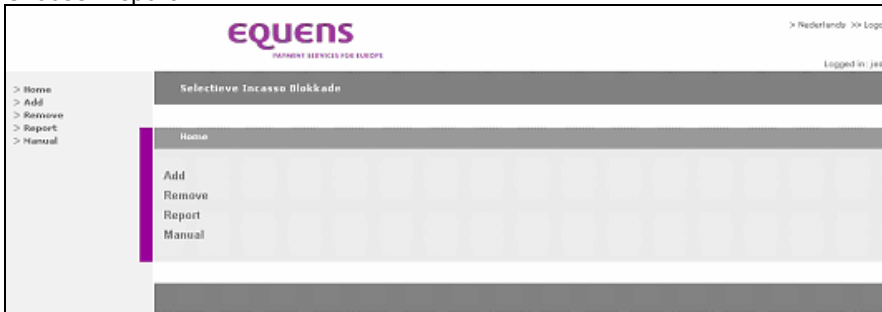 EQUENS
PAYMENT SERVICES FOR EUROPE
> Nederlands >> Logo
Logged in: jes
> Home
> Add
> Remove
> Report
> Manual
Selectieve Incasso Blokkade
Home
Add
Remove
Report
Manual